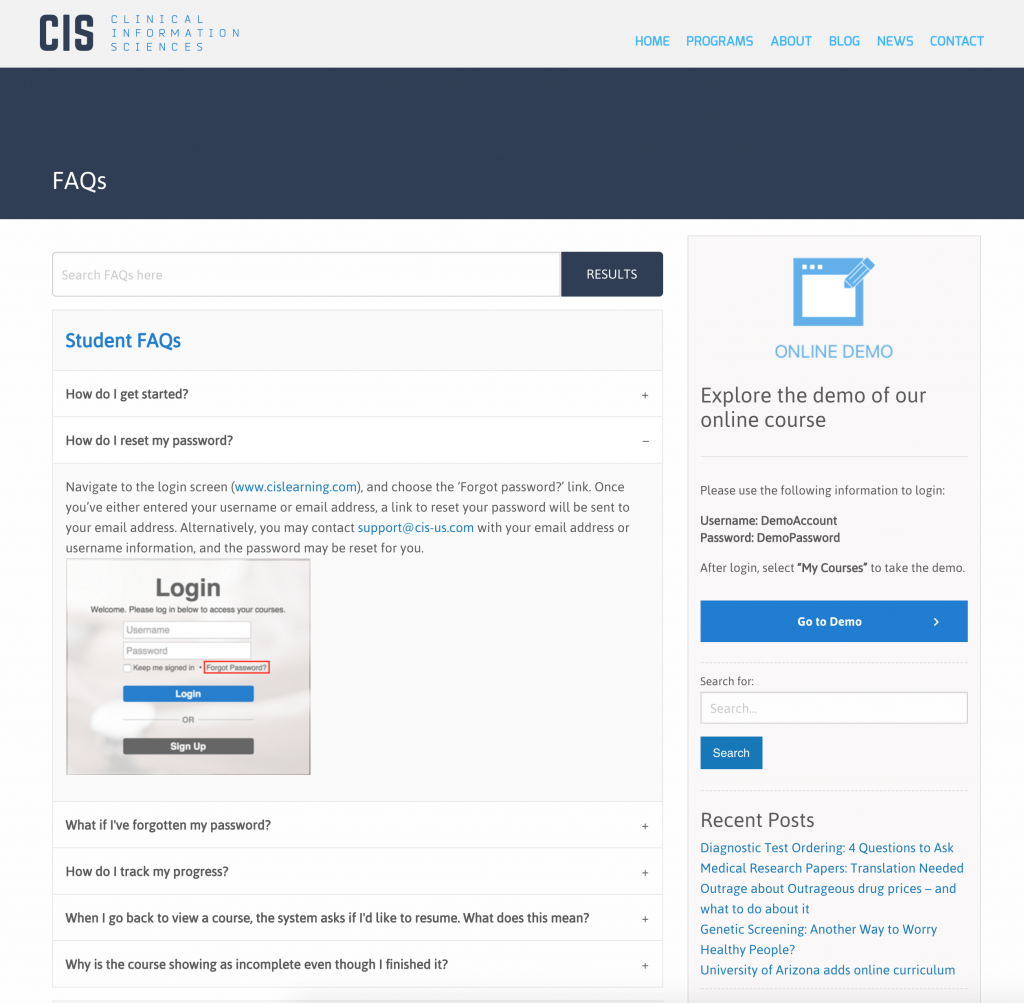 CIS
CLINICAL
INFORMATION
SCIENCES
HOME PROGRAMS ABOUT BLOG NEWS CONTACT
FAQs
Search FAQs here
RESULTS
Student FAQs
How do I get started? +
How do I reset my password? −
Navigate to the login screen (www.cislearning.com), and choose the ‘Forgot password?’ link. Once
you’ve either entered your username or email address, a link to reset your password will be sent to
your email address. Alternatively, you may contact support@cis-us.com with your email address or
username information, and the password may be reset for you.
Login
Welcome. Please log in below to access your courses.
Username
Password
Keep me signed in • Forgot Password?
Login
OR
Sign Up
What if I've forgotten my password? +
How do I track my progress? +
When I go back to view a course, the system asks if I'd like to resume. What does this mean? +
Why is the course showing as incomplete even though I finished it? +
ONLINE DEMO
Explore the demo of our
online course
Please use the following information to login:
Username: DemoAccount
Password: DemoPassword
After login, select “My Courses” to take the demo.
Go to Demo
Search for:
Search...
Search
Recent Posts
Diagnostic Test Ordering: 4 Questions to Ask
Medical Research Papers: Translation Needed
Outrage about Outrageous drug prices – and
what to do about it
Genetic Screening: Another Way to Worry
Healthy People?
University of Arizona adds online curriculum